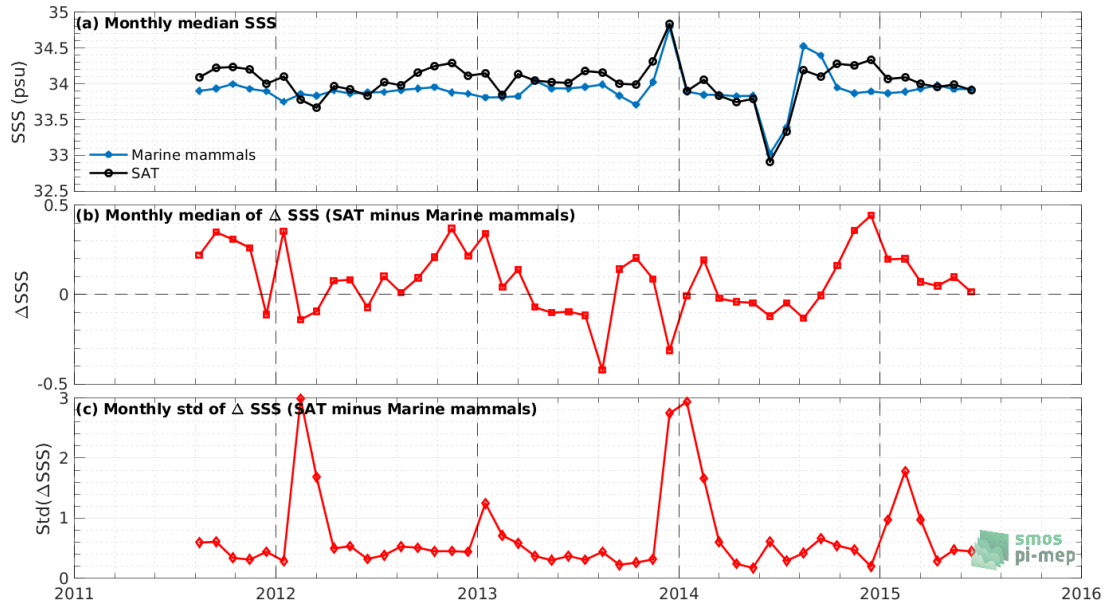 (a) Monthly median SSS
35
34.5
34
33.5
33
32.5
SSS (psu)
Marine mammals
SAT
(b) Monthly median of Δ SSS (SAT minus Marine mammals)
0.5
0
-0.5
ΔSSS
(c) Monthly std of Δ SSS (SAT minus Marine mammals)
3
2
1
0
Std(ΔSSS)
smos
pi-mep
2011 2012 2013 2014 2015 2016